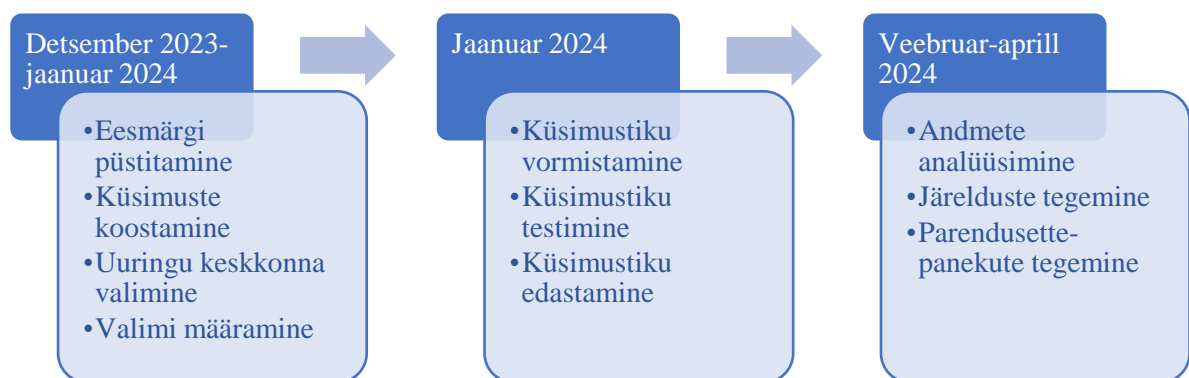 Detsember 2023-
jaanuar 2024
•Eesmärgi
püstitamine
•Küsimuste
koostamine
•Uuringu keskkonna
valimine
•Valimi määramine
Jaanuar 2024
•Küsimustiku
vormistamine
•Küsimustiku
testimine
•Küsimustiku
edastamine
Veebruar-aprill
2024
•Andmete
analüüsimine
•Järelduste tegemine
•Parendusette-
panekute tegemine